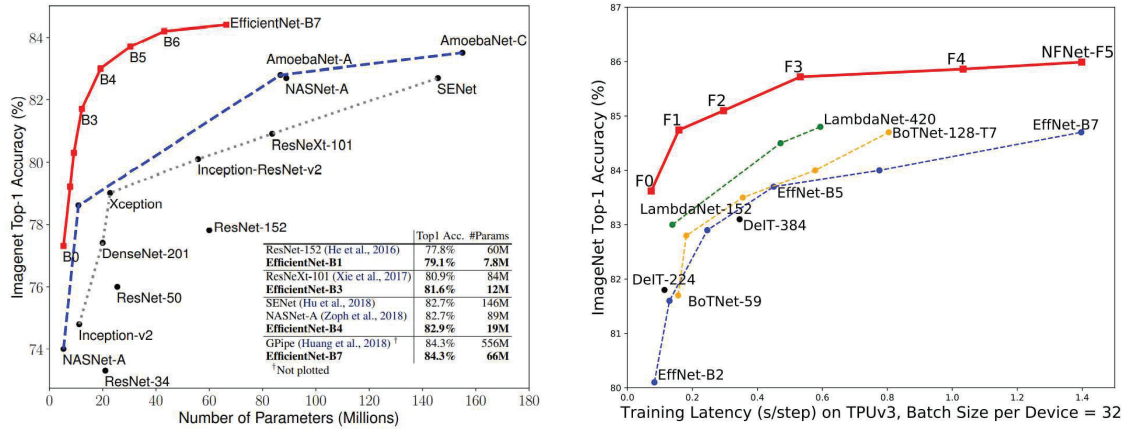 84
82
80
78
76
74
0
20
40
60
80
100
120
140
160
180
Imagenet Top-1 Accuracy (%)
Number of Parameters (Millions)
EfficientNet-B7
B6
B5
B4
B3
B0
AmoebaNet-C
AmoebaNet-A
NASNet-A
SENet
ResNeXt-101
Inception-ResNet-v2
Xception
ResNet-152
DenseNet-201
ResNet-50
Inception-v2
NASNet-A
ResNet-34
Top1 Acc. #Params
ResNet-152 (He et al., 2016) 77.8% 60M
EfficientNet-B1 79.1% 7.8M
ResNeXt-101 (Xie et al., 2017) 80.9% 84M
EfficientNet-B3 81.6% 12M
SENet (Hu et al., 2018) 82.7% 146M
NASNet-A (Zoph et al., 2018) 82.7% 89M
EfficientNet-B4 82.9% 19M
GPipe (Huang et al., 2018) † 84.3% 556M
EfficientNet-B7 84.3% 66M
†Not plotted
87
86
85
84
83
82
81
80
0.0
0.2
0.4
0.6
0.8
1.0
1.2
1.4
ImageNet Top-1 Accuracy (%)
Training Latency (s/step) on TPUv3, Batch Size per Device = 32
NFNet-F5
F4
F3
F2
F1
F0
LambdaNet-420
BoTNet-128-T7
EffNet-B7
EffNet-B5
LambdaNet-152
DeIT-384
DeIT-224
BoTNet-59
EffNet-B2